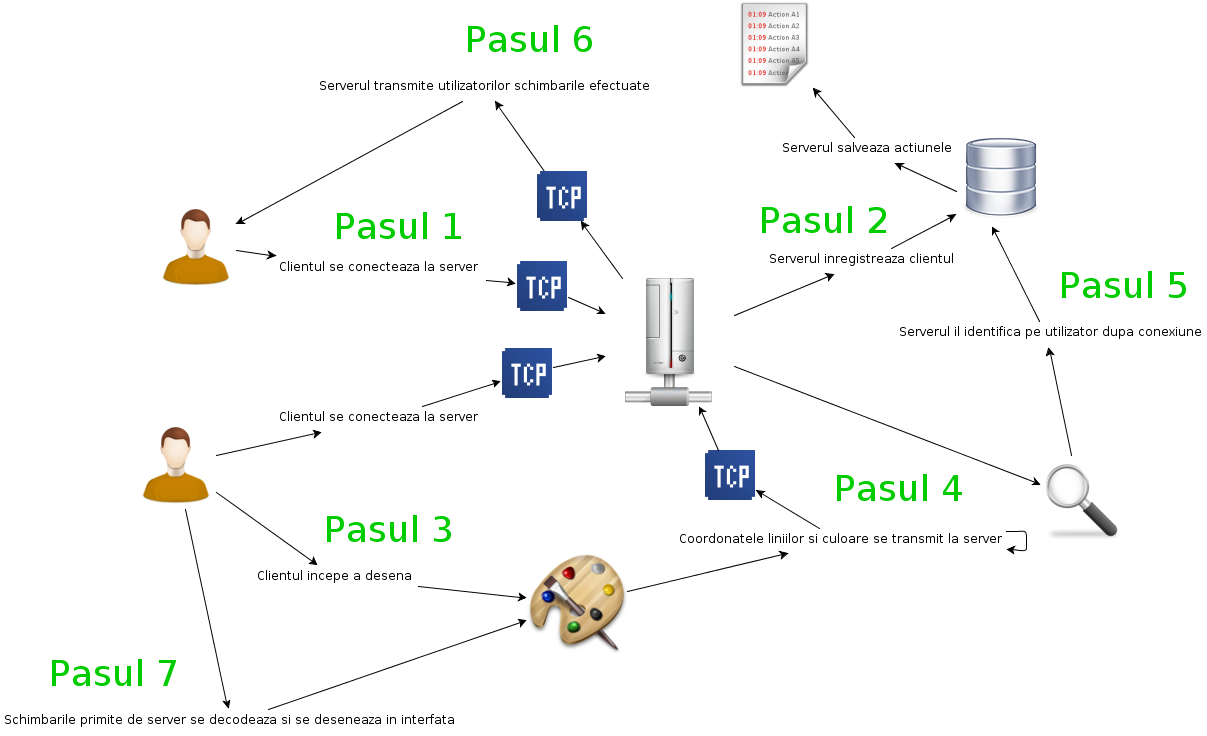 Pasul 6
Serverul transmite utilizatorilor schimbarile efectuate
01:09 Action A1
01:09 Action A2
01:09 Action A3
01:09 Action A4
01:09 Action A5
01:09
Serverul salveaza actiunele
TCP
Pasul 1
Clientul se conecteaza la server
TCP
Pasul 2
Serverul inregistreaza clientul
Pasul 5
Serverul il identifica pe utilizator dupa conexiune
TCP
Clientul se conecteaza la server
TCP
Pasul 4
Coordonatele liniilor si culoare se transmit la server
Pasul 3
Clientul incepe a desena
Pasul 7
Schimbarile primite de server se decodeaza si se deseneaza in interfata